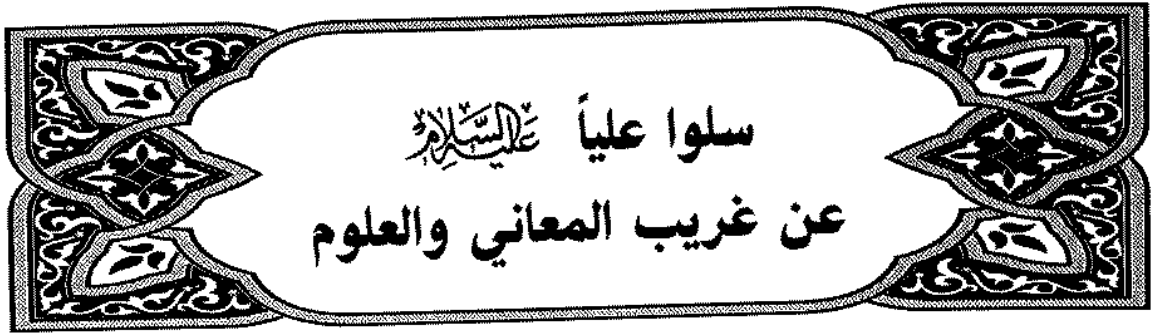 سلوا علياً عليه السلام
عن غريب المعاني والعلوم